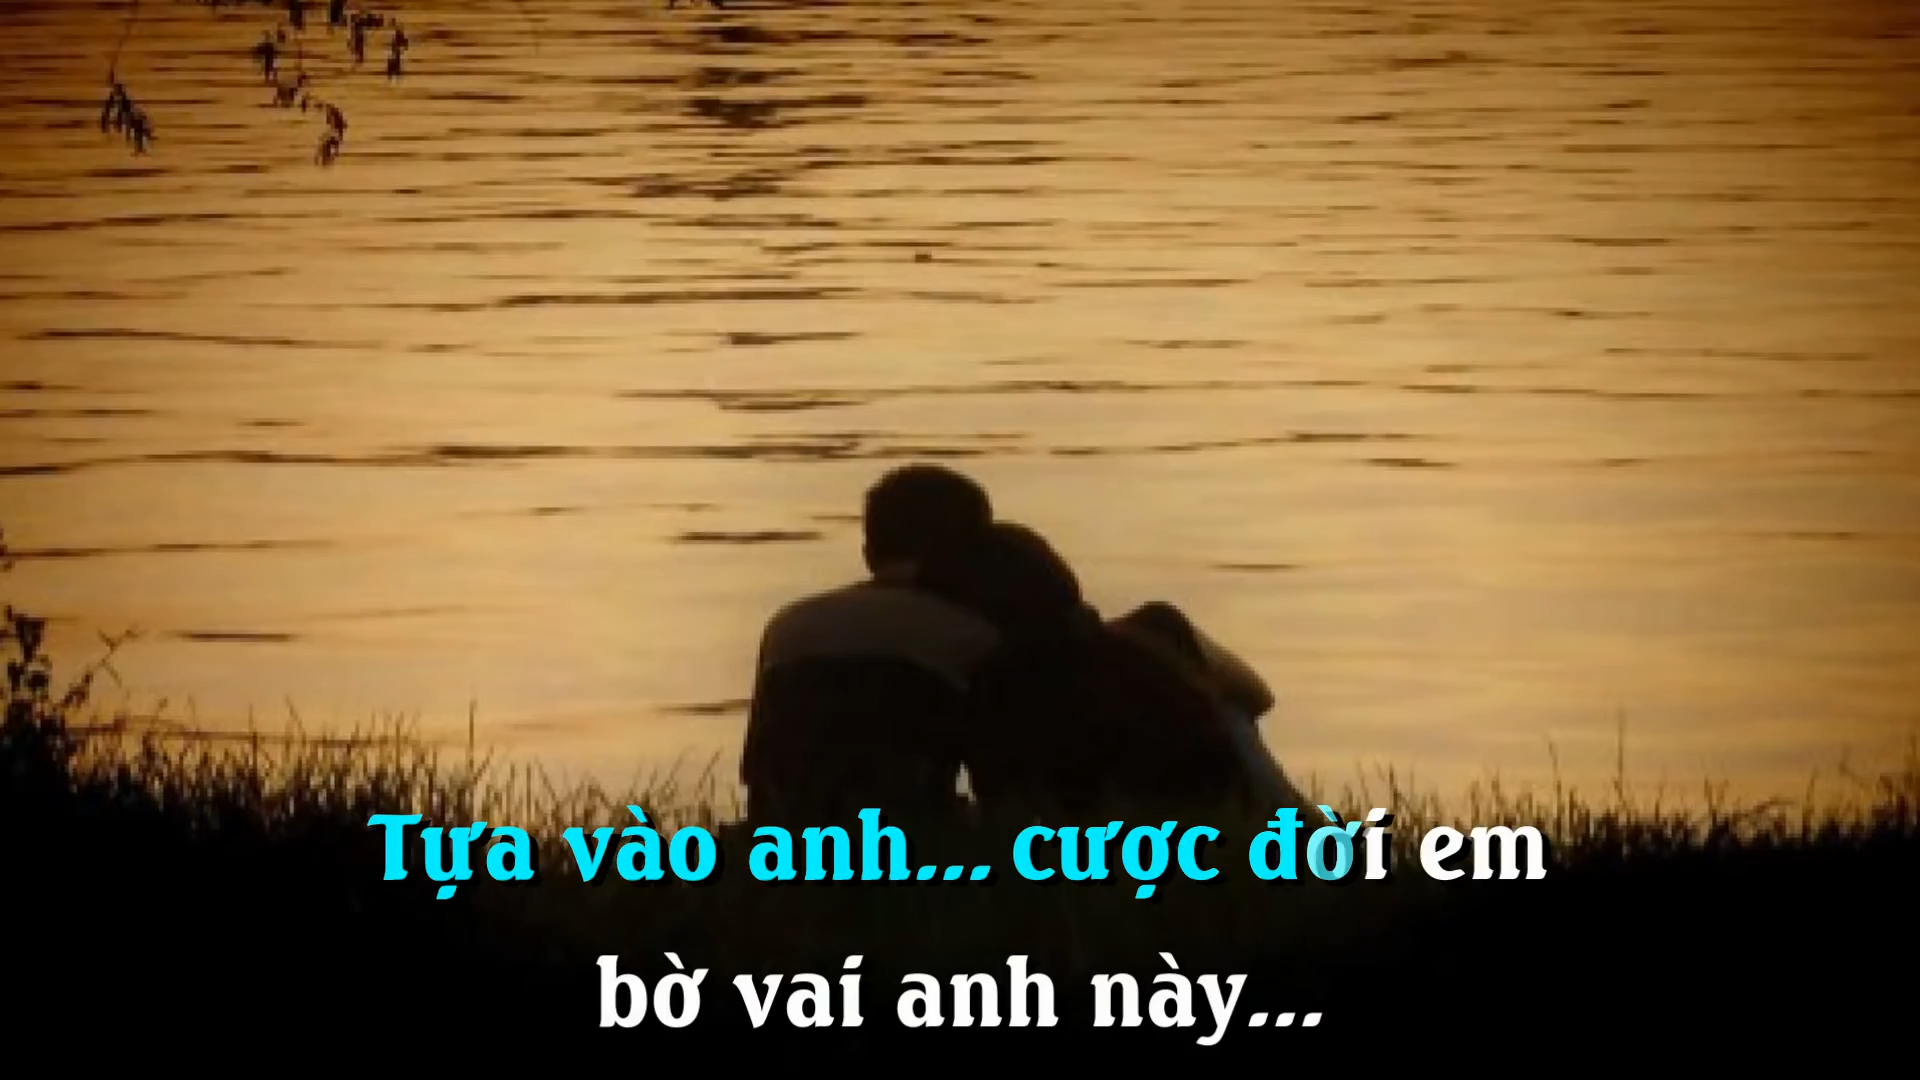 Tựa vào anh... cược đời em
bờ vai anh này...